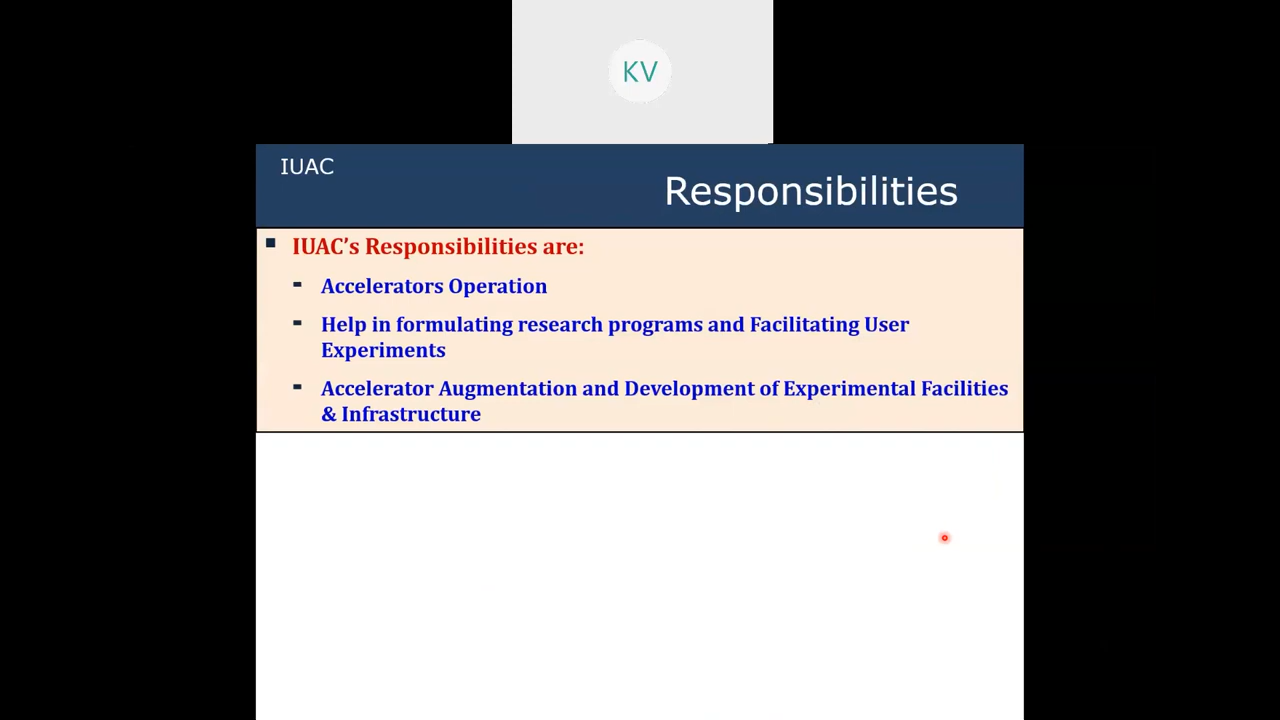 KV
IUAC
Responsibilities
IUAC’s Responsibilities are:
Accelerators Operation
Help in formulating research programs and Facilitating User
Experiments
Accelerator Augmentation and Development of Experimental Facilities
& Infrastructure